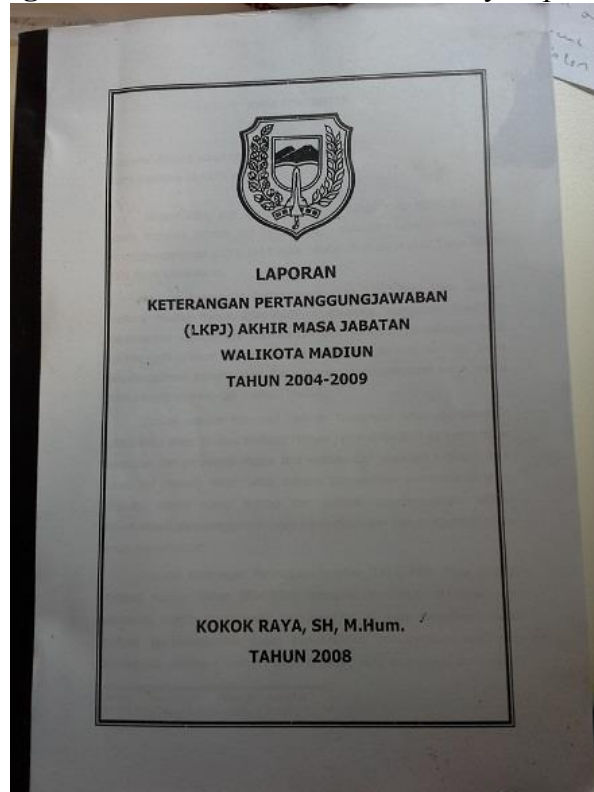 LAPORAN
KETERANGAN PERTANGGUNGJAWABAN
(LKPJ) AKHIR MASA JABATAN
WALIKOTA MADIUN
TAHUN 2004-2009
KOKOK RAYA, SH, M.Hum.
TAHUN 2008